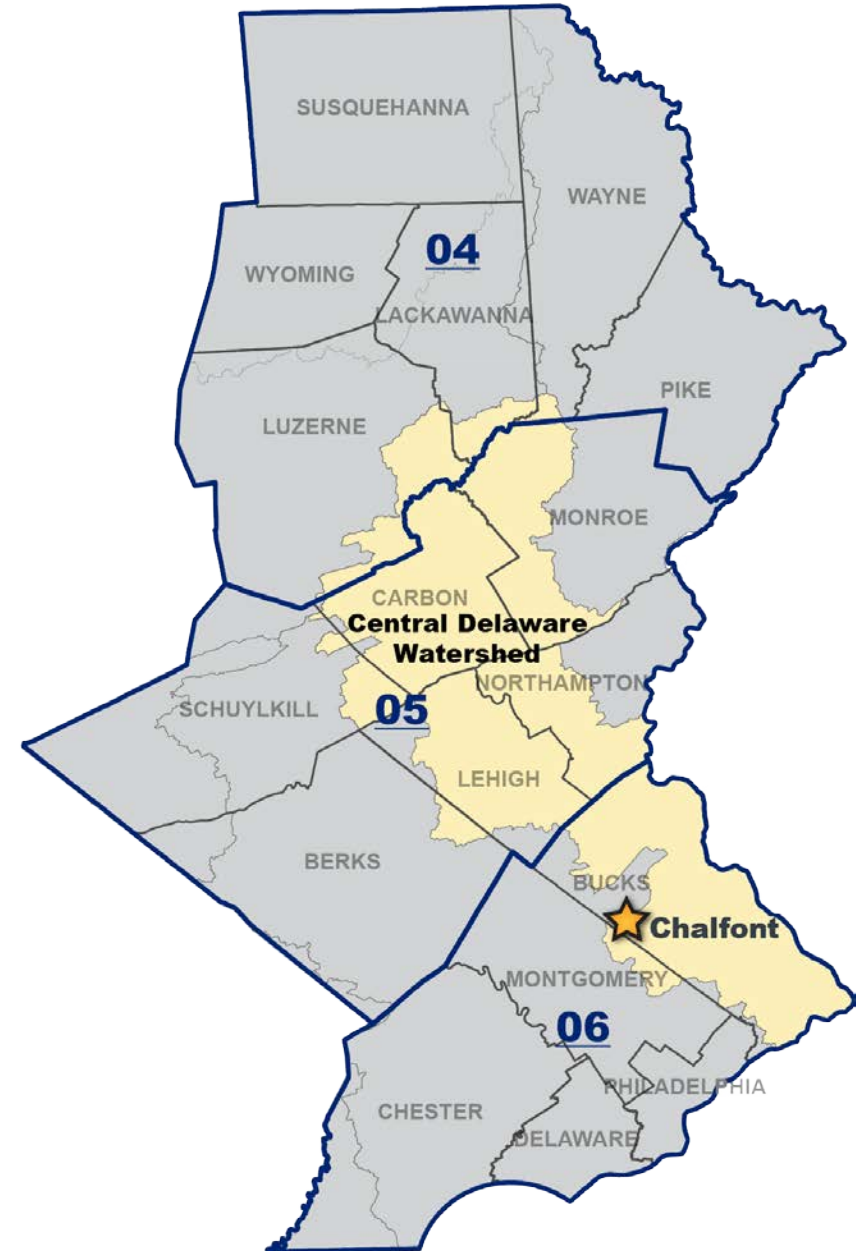 SUSQUEHANNA
WAYNE
04
WYOMING
LACKAWANNA
PIKE
LUZERNE
MONROE
CARBON
Central Delaware
Watershed
NORTHAMPTON
SCHUYLKILL
05
LEHIGH
BERKS
BUCKS
Chalfont
MONTGOMERY
06
PHILADELPHIA
CHESTER
DELAWARE